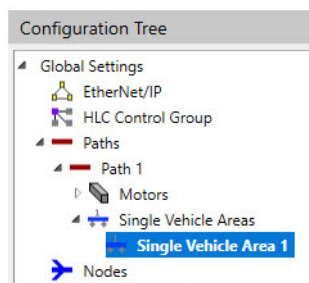 Configuration Tree
Global Settings
EtherNet/IP
HLC Control Group
Paths
Path 1
Motors
Single Vehicle Areas
Single Vehicle Area 1
Nodes